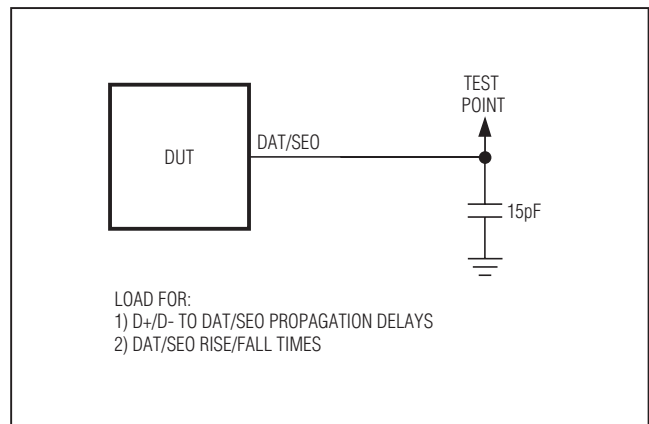 TEST
POINT
DAT/SEO
DUT
15pF
LOAD FOR:
1) D+/D- TO DAT/SEO PROPAGATION DELAYS
2) DAT/SEO RISE/FALL TIMES